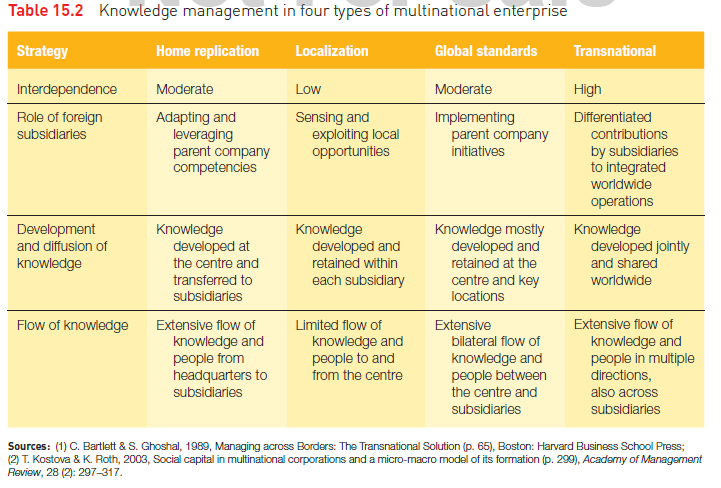 Table 15.2 Knowledge management in four types of multinational enterprise
Strategy Home replication Localization Global standards Transnational
Interdependence Moderate Low Moderate High
Role of foreign subsidiaries
Adapting and leveraging parent company competencies
Sensing and exploiting local opportunities
Implementing parent company initiatives
Differentiated contributions by subsidiaries to integrated worldwide operations
Development and diffusion of knowledge
Knowledge developed at the centre and transferred to subsidiaries
Knowledge developed and retained within each subsidiary
Knowledge mostly developed and retained at the centre and key locations
Knowledge developed jointly and shared worldwide
Flow of knowledge
Extensive flow of knowledge and people from headquarters to subsidiaries
Limited flow of knowledge and people to and from the centre
Extensive bilateral flow of knowledge and people between the centre and subsidiaries
Extensive flow of knowledge and people in multiple directions, also across subsidiaries
Sources: (1) C. Bartlett & S. Ghoshal, 1989, Managing across Borders: The Transnational Solution (p. 65), Boston: Harvard Business School Press;
(2) T. Kostova & K. Roth, 2003, Social capital in multinational corporations and a micro-macro model of its formation (p. 299), Academy of Management
Review, 28 (2): 297–317.